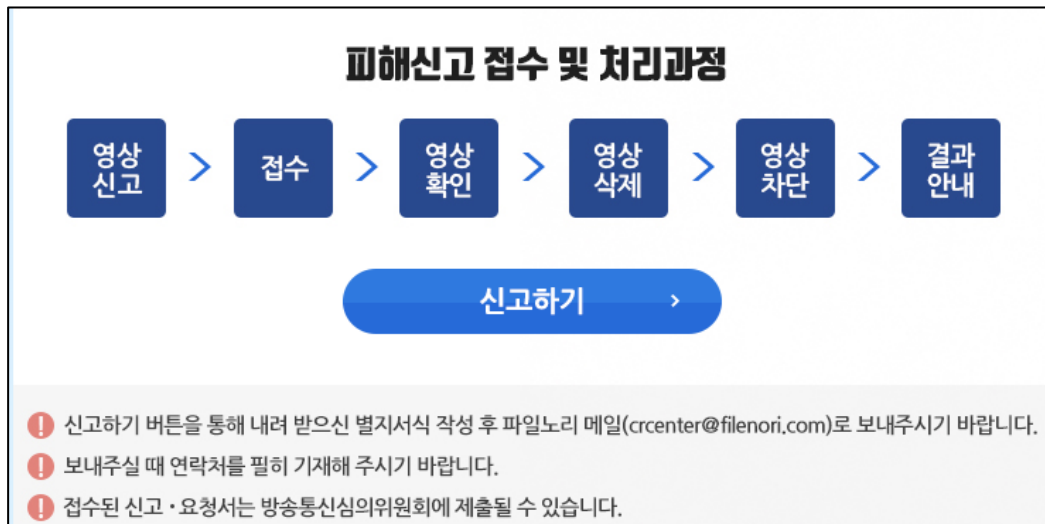 피해신고 접수 및 처리과정
영상
신고
접수
영상
확인
영상
삭제
영상
차단
결과
안내
신고하기
신고하기 버튼을 통해 내려 받으신 별지서식 작성 후 파일노리 메일(crcenter@filenori.com)로 보내주시기 바랍니다.
보내주실 때 연락처를 필히 기재해 주시기 바랍니다.
접수된 신고·요청서는 방송통신심의위원회에 제출될 수 있습니다.